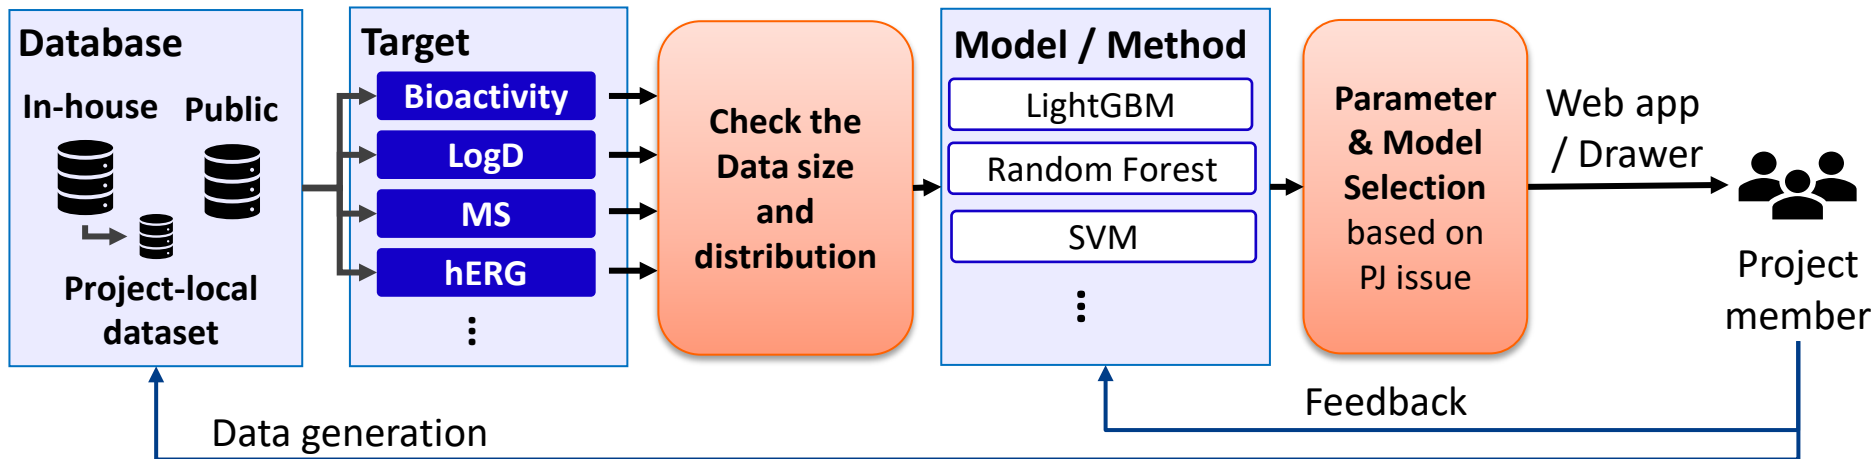 Database
In-house
Public
Project-local
dataset
Target
Bioactivity
LogD
MS
hERG
⋮
Check the
Data size
and
distribution
Model / Method
LightGBM
Random Forest
SVM
⋮
Parameter
& Model
Selection
based on
PJ issue
Web app
/ Drawer
Project
member
Feedback
Data generation